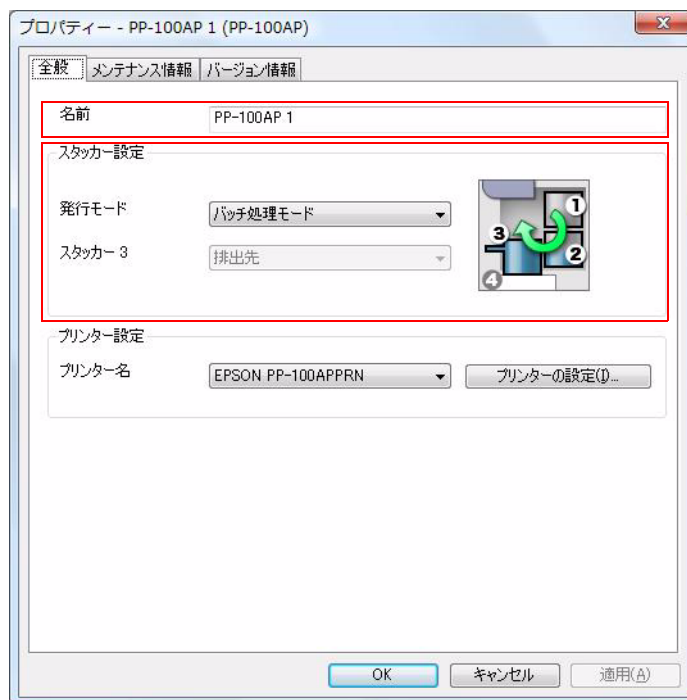 プロパティー - PP-100AP 1 (PP-100AP)
全般 メンテナンス情報 バージョン情報
名前 PP-100AP 1
スタッカー設定
発行モード バッチ処理モード
スタッカー 3 排出先
1
3
2
4
プリンター設定
プリンター名 EPSON PP-100APPRN プリンターの設定(I)...
OK キャンセル 適用(A)